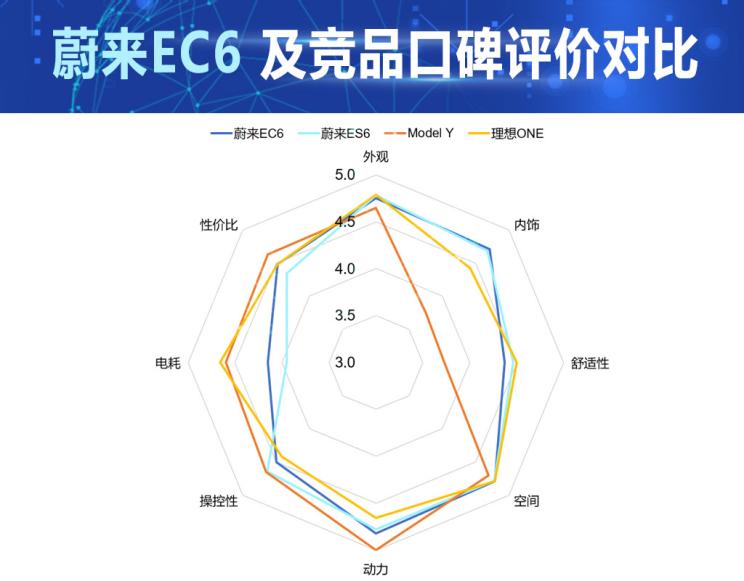 蔚来EC6 及竞品口碑评价对比
蔚来EC6 蔚来ES6 Model Y 理想ONE
外观
5.0
性价比
4.5
内饰
4.0
3.5
电耗
3.0
舒适性
操控性
空间
动力